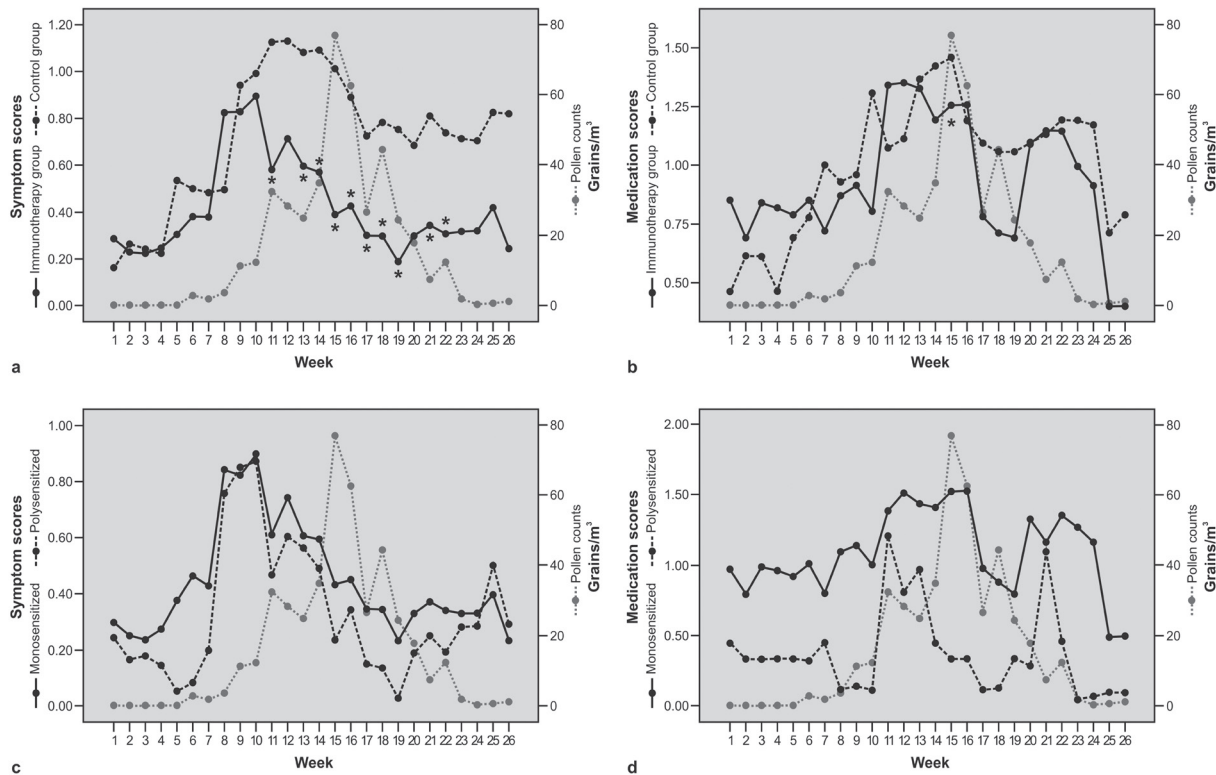 1.20
1.00
0.80
0.60
0.40
0.20
0.00
Symptom scores
Immunotherapy group
Control group
80
60
40
20
0
Pollen counts
Grains/m³
* * * * * * * * * * *
1 2 3 4 5 6 7 8 9 10 11 12 13 14 15 16 17 18 19 20 21 22 23 24 25 26
Week
a
1.50
1.25
1.00
0.75
0.50
Medication scores
Immunotherapy group
Control group
80
60
40
20
0
Pollen counts
Grains/m³
*
1 2 3 4 5 6 7 8 9 10 11 12 13 14 15 16 17 18 19 20 21 22 23 24 25 26
Week
b
1.00
0.80
0.60
0.40
0.20
0.00
Symptom scores
Monosensitized
Polysensitized
80
60
40
20
0
Pollen counts
Grains/m³
1 2 3 4 5 6 7 8 9 10 11 12 13 14 15 16 17 18 19 20 21 22 23 24 25 26
Week
c
2.00
1.50
1.00
0.50
0.00
Medication scores
Monosensitized
Polysensitized
80
60
40
20
0
Pollen counts
Grains/m³
1 2 3 4 5 6 7 8 9 10 11 12 13 14 15 16 17 18 19 20 21 22 23 24 25 26
Week
d